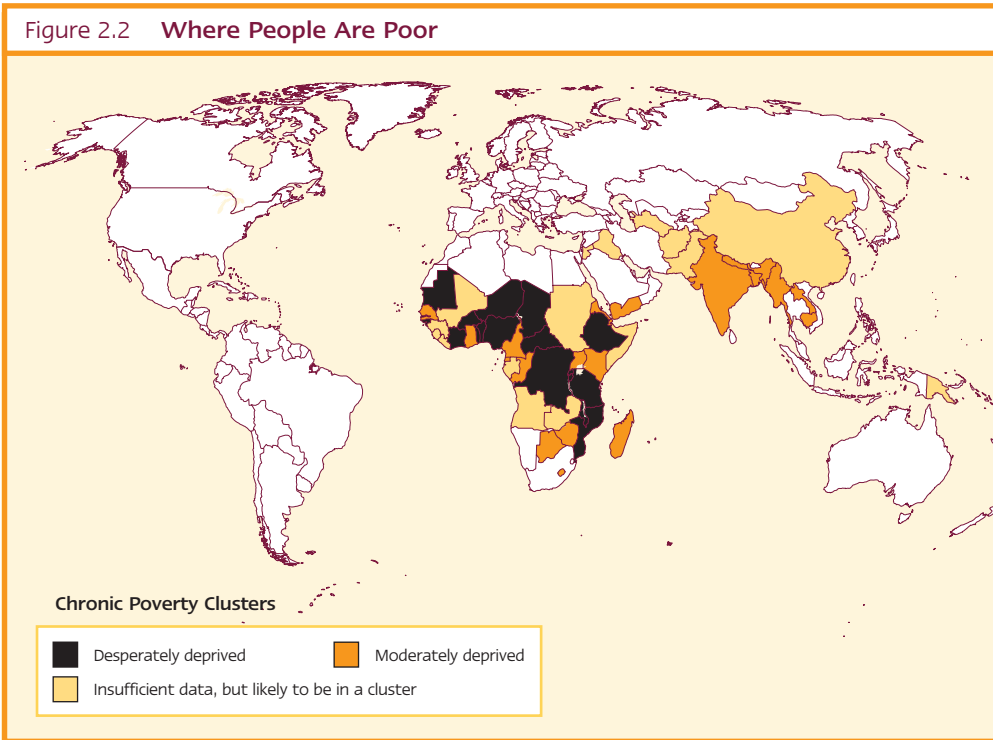 Figure 2.2 Where People Are Poor
Chronic Poverty Clusters
Desperately deprived
Moderately deprived
Insufficient data, but likely to be in a cluster